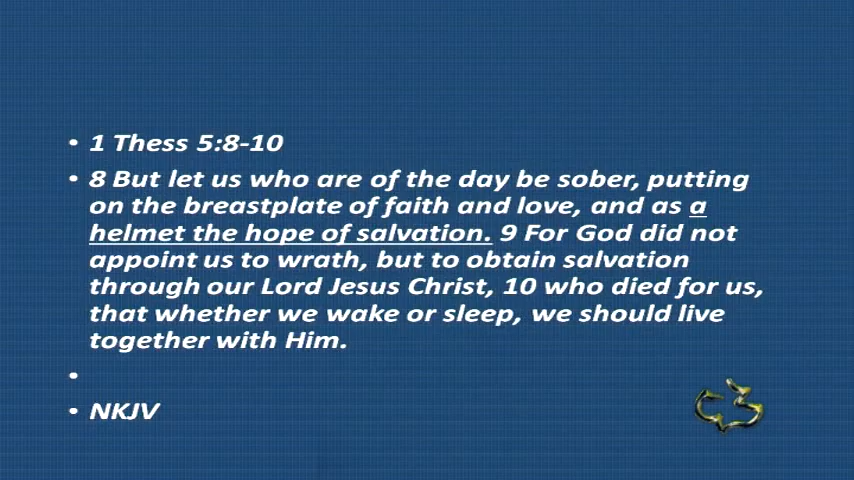 • 1 Thess 5:8-10
• 8 But let us who are of the day be sober, putting
on the breastplate of faith and love, and as a
helmet the hope of salvation. 9 For God did not
appoint us to wrath, but to obtain salvation
through our Lord Jesus Christ, 10 who died for us,
that whether we wake or sleep, we should live
together with Him.
•
• NKJV
C3